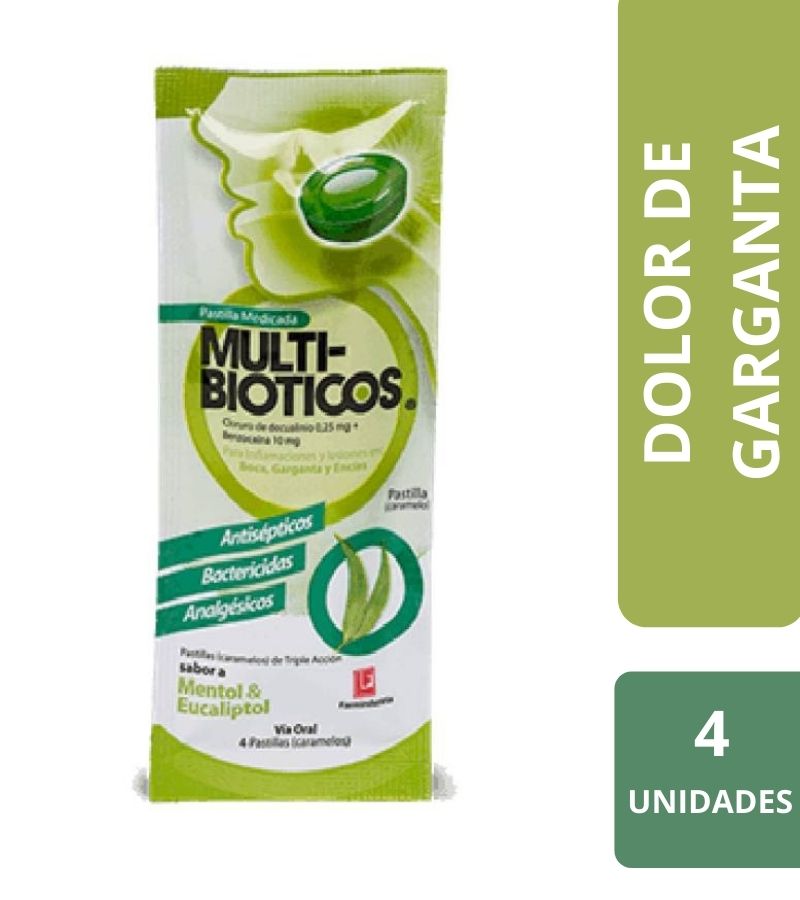 Pastilla Medicada
MULTI-
BIOTICOS®
Cloruro de decualinio 0,25 mg +
Benzocaína 10 mg
Para Inflamaciones y lesiones en:
Boca, Garganta y Encías
Pastilla
(caramelo)
Antisépticos
Bactericidas
Analgésicos
Pastillas (caramelos) de Triple Acción
sabor a
Mentol &
Eucaliptol
Farmindustria
Vía Oral
4 Pastillas (caramelos)
DOLOR DE
GARGANTA
4
UNIDADES